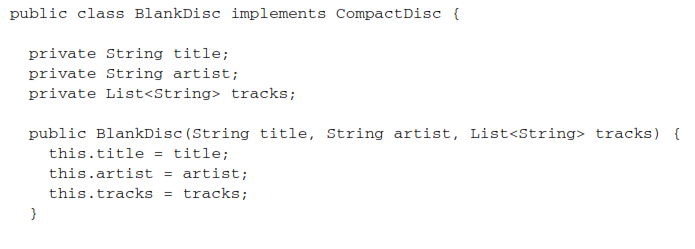 public class BlankDisc implements CompactDisc {
private String title;
private String artist;
private List<String> tracks;
public BlankDisc(String title, String artist, List<String> tracks) {
this.title = title;
this.artist = artist;
this.tracks = tracks;
}